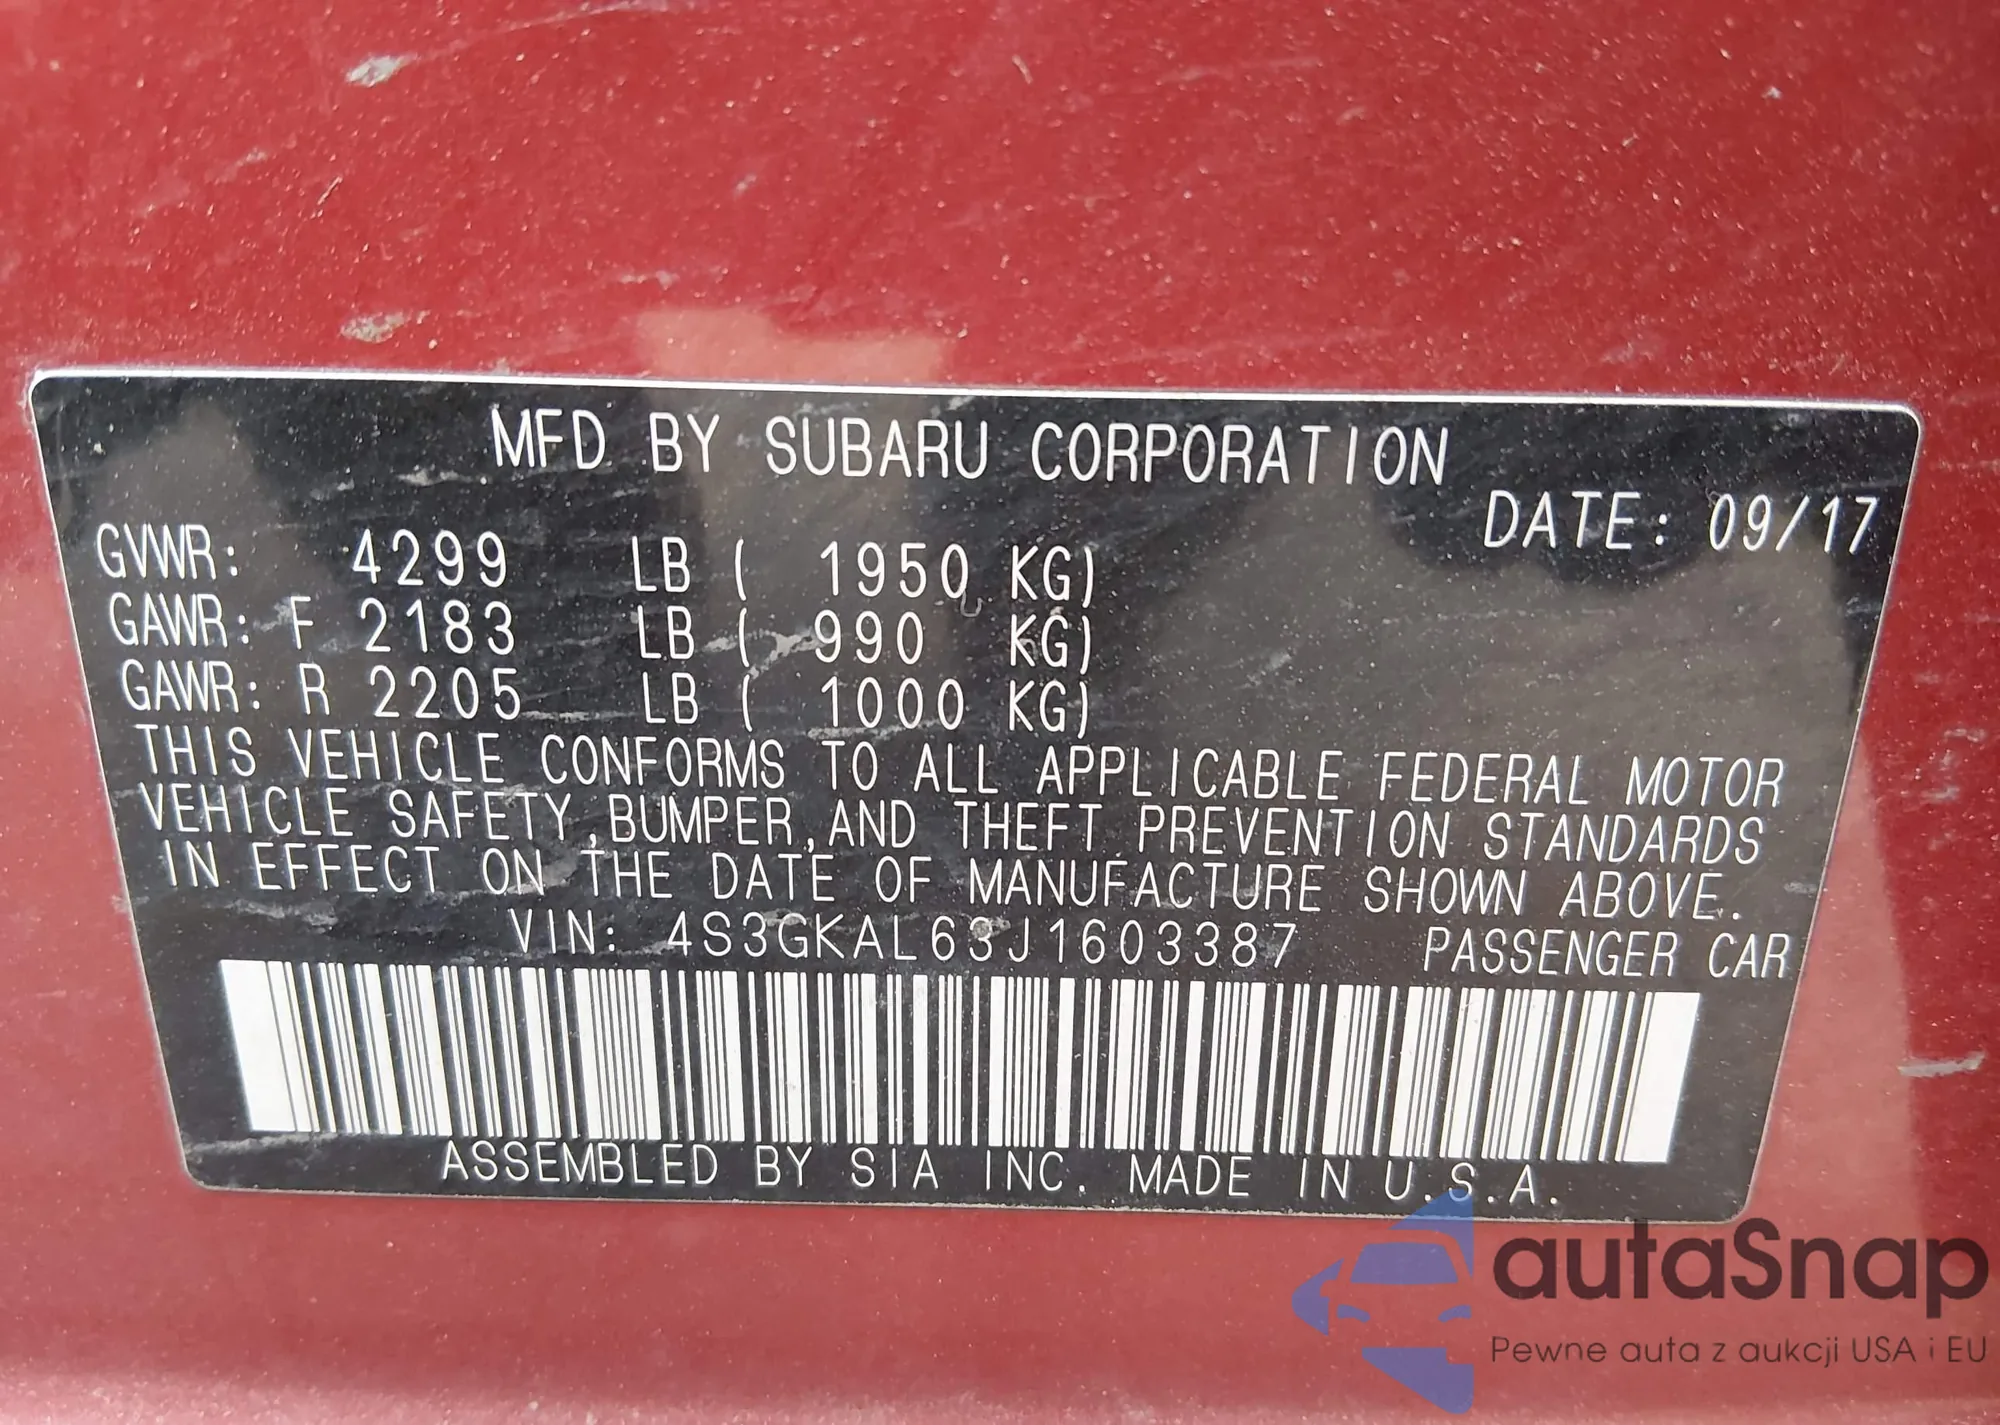 MFD BY SUBARU CORPORATION
DATE: 09/17
GVWR: 4299 LB ( 1950 KG)
GAWR: F 2183 LB ( 990 KG)
GAWR: R 2205 LB ( 1000 KG)
THIS VEHICLE CONFORMS TO ALL APPLICABLE FEDERAL MOTOR
VEHICLE SAFETY,BUMPER,AND THEFT PREVENTION STANDARDS
IN EFFECT ON THE DATE OF MANUFACTURE SHOWN ABOVE.
VIN: 4S3GKAL63J1603387 PASSENGER CAR
ASSEMBLED BY SIA INC. MADE IN U.S.A.
autaSnap
Pewne auta z aukcji USA i EU